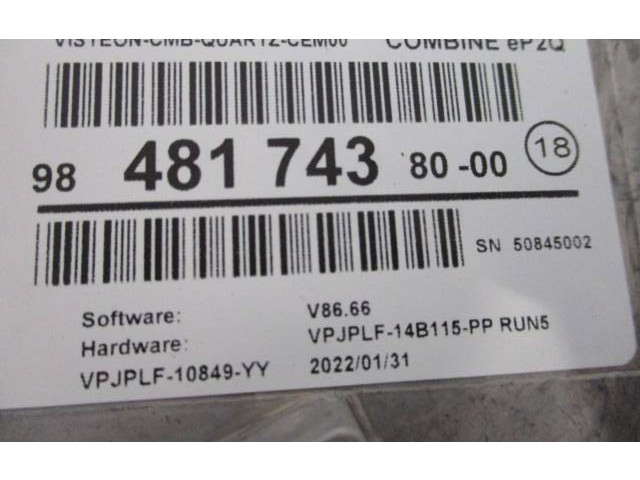 VISTEON-CMB-QUARTZ-CEM00 COMBINE eP2Q
98 481 743 80-00 18
SN 50845002
Software: V86.66
Hardware: VPJPLF-14B115-PP RUN5
VPJPLF-10849-YY 2022/01/31